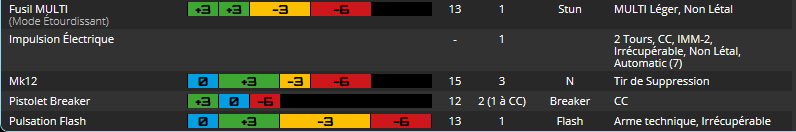 Fusil MULTI +3 +3 -3 -6 13 1 Stun MULTI Léger, Non Létal
(Mode Étourdissant)
Impulsion Électrique - 1 2 Tours, CC, IMM-2,
Irrécupérable, Non Létal,
Automatic (7)
Mk12 0 +3 -3 -6 15 3 N Tir de Suppression
Pistolet Breaker +3 0 -6 12 2 (1 à CC) Breaker CC
Pulsation Flash 0 +3 -3 -6 13 1 Flash Arme technique, Irrécupérable